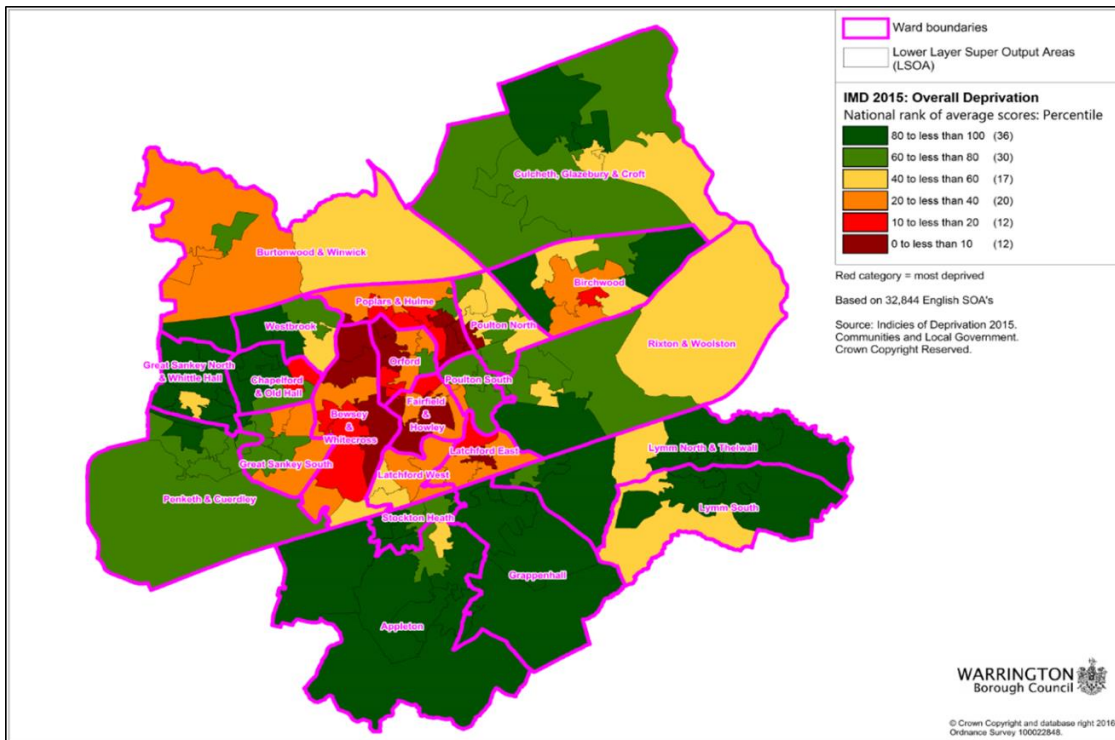 Ward boundaries
Lower Layer Super Output Areas
(LSOA)
IMD 2015: Overall Deprivation
National rank of average scores: Percentile
80 to less than 100 (36)
60 to less than 80 (30)
40 to less than 60 (17)
20 to less than 40 (20)
10 to less than 20 (12)
0 to less than 10 (12)
Red category = most deprived
Based on 32,844 English SOA's
Source: Indicies of Deprivation 2015.
Communities and Local Government.
Crown Copyright Reserved.
Culcheth, Glazebury & Croft
Burtonwood & Winwick
Birchwood
Poplars & Hulme
Westbrook
Poulton North
Rixton & Woolston
Great Sankey North
& Whittle Hall
Orford
Chapelford
& Old Hall
Poulton South
Fairfield
&
Howley
Bewsey
&
Whitecross
Latchford East
Lymm North & Thelwall
Great Sankey South
Latchford West
Penketh & Cuerdley
Lymm South
Stockton Heath
Grappenhall
Appleton
WARRINGTON
Borough Council
© Crown Copyright and database right 2016
Ordnance Survey 100022848.